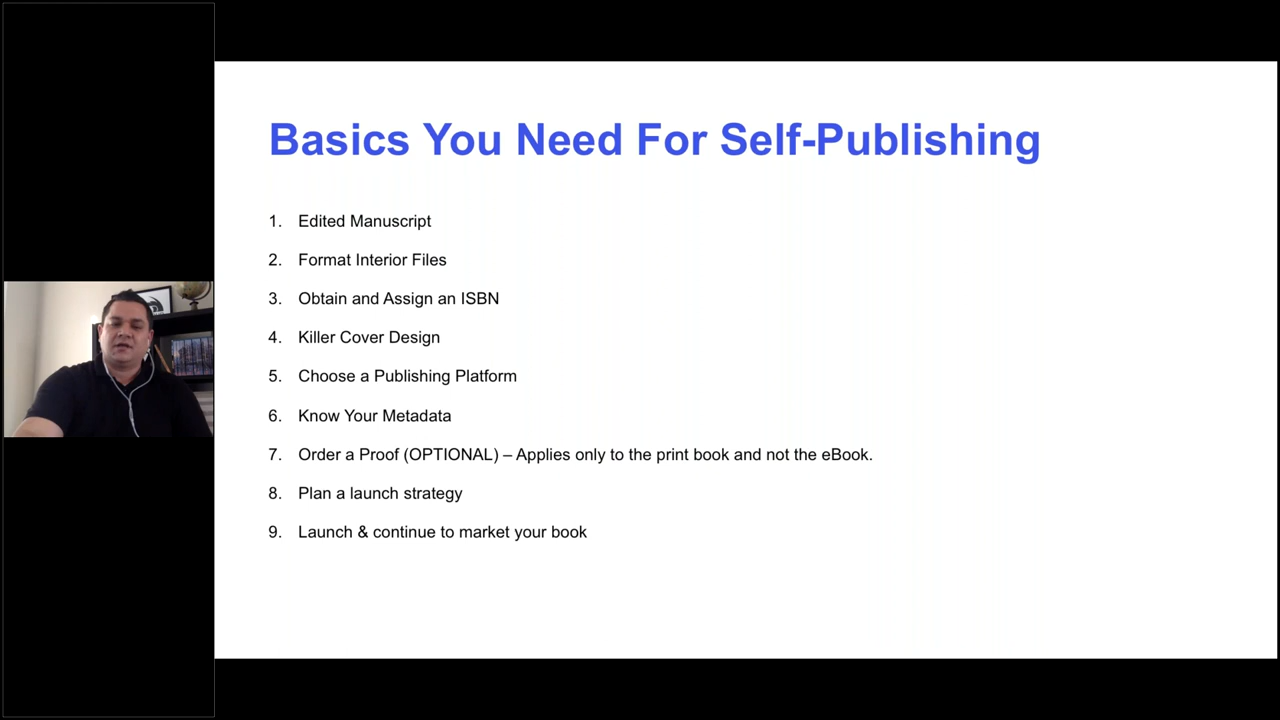 Basics You Need For Self-Publishing
1. Edited Manuscript
2. Format Interior Files
3. Obtain and Assign an ISBN
4. Killer Cover Design
5. Choose a Publishing Platform
6. Know Your Metadata
7. Order a Proof (OPTIONAL) – Applies only to the print book and not the eBook.
8. Plan a launch strategy
9. Launch & continue to market your book